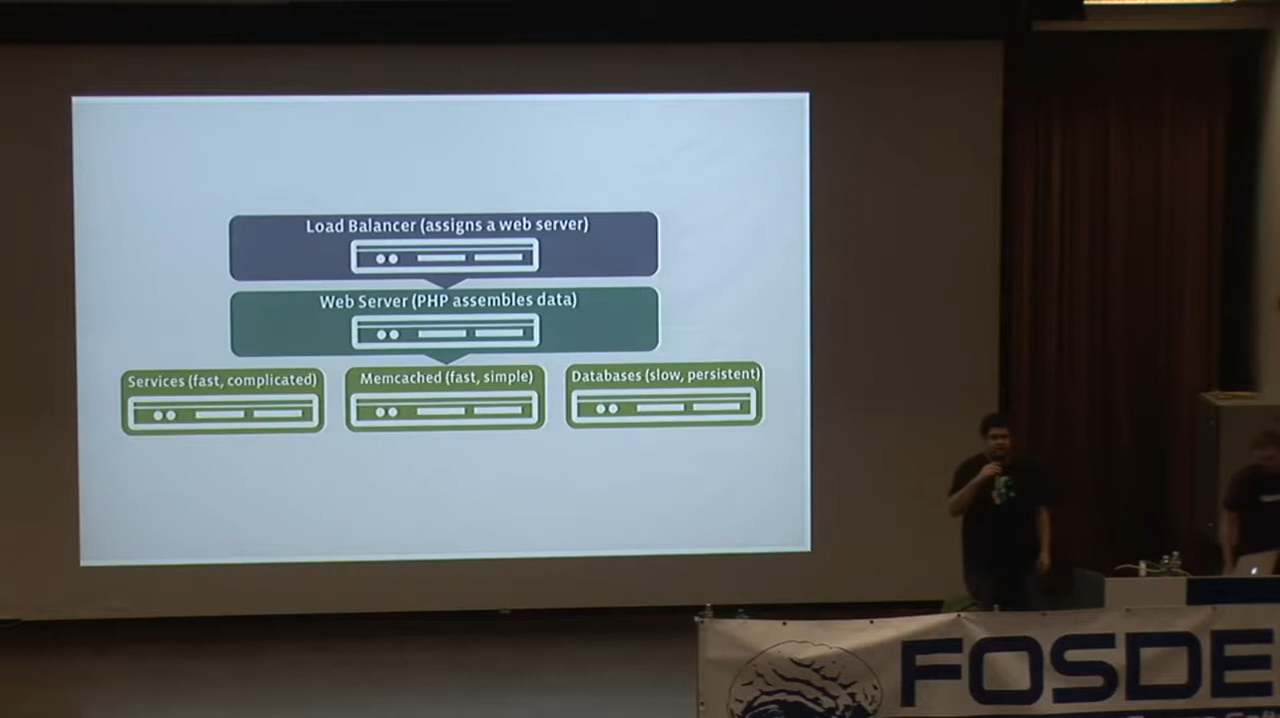 Load Balancer (assigns a web server)
Web Server (PHP assembles data)
Services (fast, complicated)
Memcached (fast, simple)
Databases (slow, persistent)
FOSDE